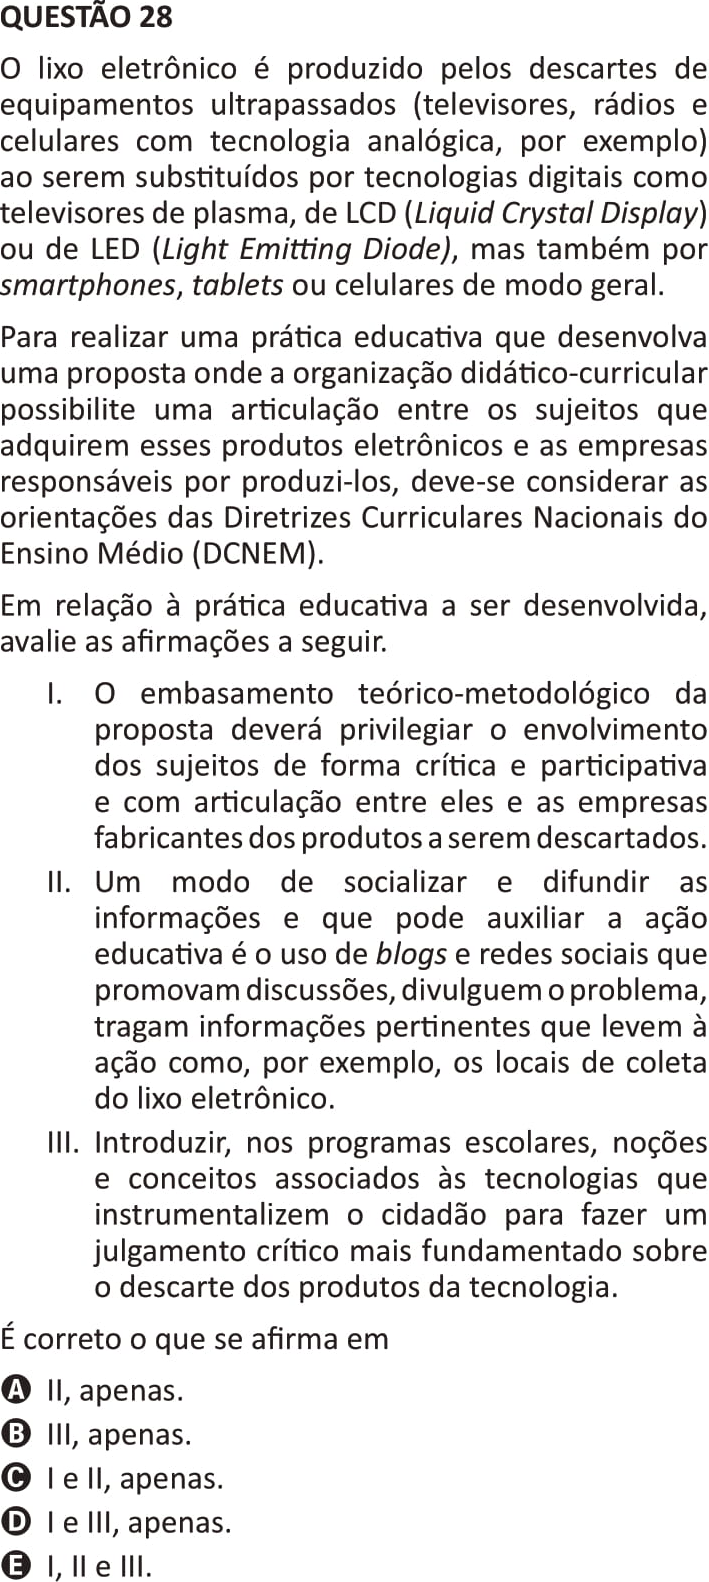 QUESTÃO 28
O lixo eletrônico é produzido pelos descartes de
equipamentos ultrapassados (televisores, rádios e
celulares com tecnologia analógica, por exemplo)
ao serem substituídos por tecnologias digitais como
televisores de plasma, de LCD (Liquid Crystal Display)
ou de LED (Light Emitting Diode), mas também por
smartphones, tablets ou celulares de modo geral.
Para realizar uma prática educativa que desenvolva
uma proposta onde a organização didático-curricular
possibilite uma articulação entre os sujeitos que
adquirem esses produtos eletrônicos e as empresas
responsáveis por produzi-los, deve-se considerar as
orientações das Diretrizes Curriculares Nacionais do
Ensino Médio (DCNEM).
Em relação à prática educativa a ser desenvolvida,
avalie as afirmações a seguir.
I. O embasamento teórico-metodológico da
proposta deverá privilegiar o envolvimento
dos sujeitos de forma crítica e participativa
e com articulação entre eles e as empresas
fabricantes dos produtos a serem descartados.
II. Um modo de socializar e difundir as
informações e que pode auxiliar a ação
educativa é o uso de blogs e redes sociais que
promovam discussões, divulguem o problema,
tragam informações pertinentes que levem à
ação como, por exemplo, os locais de coleta
do lixo eletrônico.
III. Introduzir, nos programas escolares, noções
e conceitos associados às tecnologias que
instrumentalizem o cidadão para fazer um
julgamento crítico mais fundamentado sobre
o descarte dos produtos da tecnologia.
É correto o que se afirma em
A II, apenas.
B III, apenas.
C I e II, apenas.
D I e III, apenas.
E I, II e III.